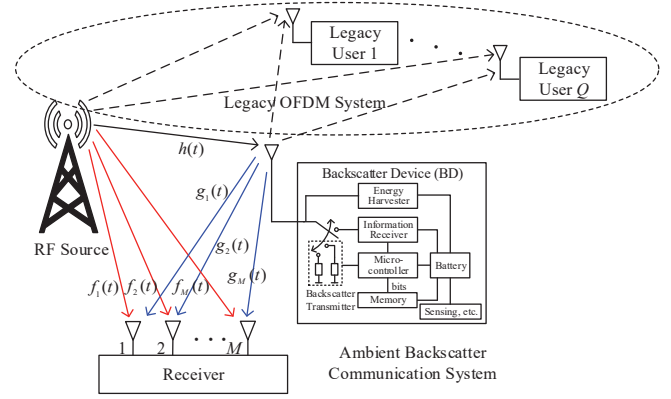 Legacy
User 1
. . .
Legacy
User Q
Legacy OFDM System
h(t)
RF Source
g1(t)
g2(t)
gM(t)
f1(t) f2(t) fM(t)
Backscatter Device (BD)
Energy
Harvester
Information
Receiver
Micro-
controller
Battery
bits
Memory
Sensing, etc.
Backscatter
Transmitter
1 2 · · · M
Receiver
Ambient Backscatter
Communication System